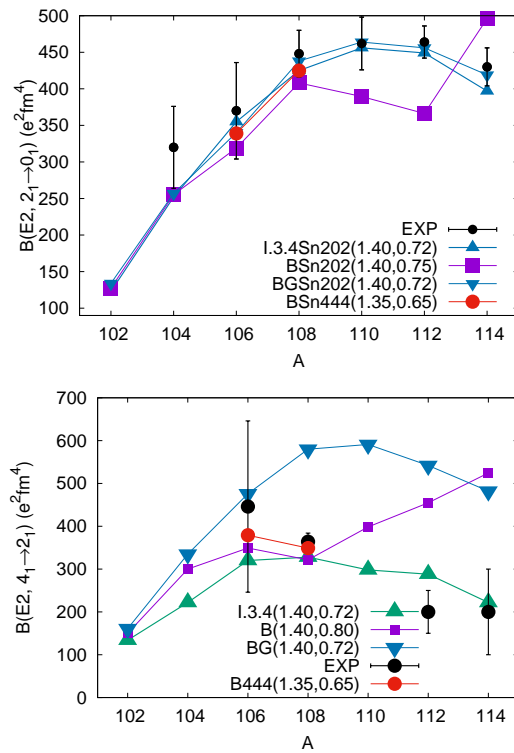 B(E2, 2₁→0₁) (e²fm⁴)
500
450
400
350
300
250
200
150
100
EXP
I.3.4Sn202(1.40,0.72)
BSn202(1.40,0.75)
BGSn202(1.40,0.72)
BSn444(1.35,0.65)
102 104 106 108 110 112 114
A
B(E2, 4₁→2₁) (e²fm⁴)
700
600
500
400
300
200
100
0
I.3.4(1.40,0.72)
B(1.40,0.80)
BG(1.40,0.72)
EXP
B444(1.35,0.65)
102 104 106 108 110 112 114
A